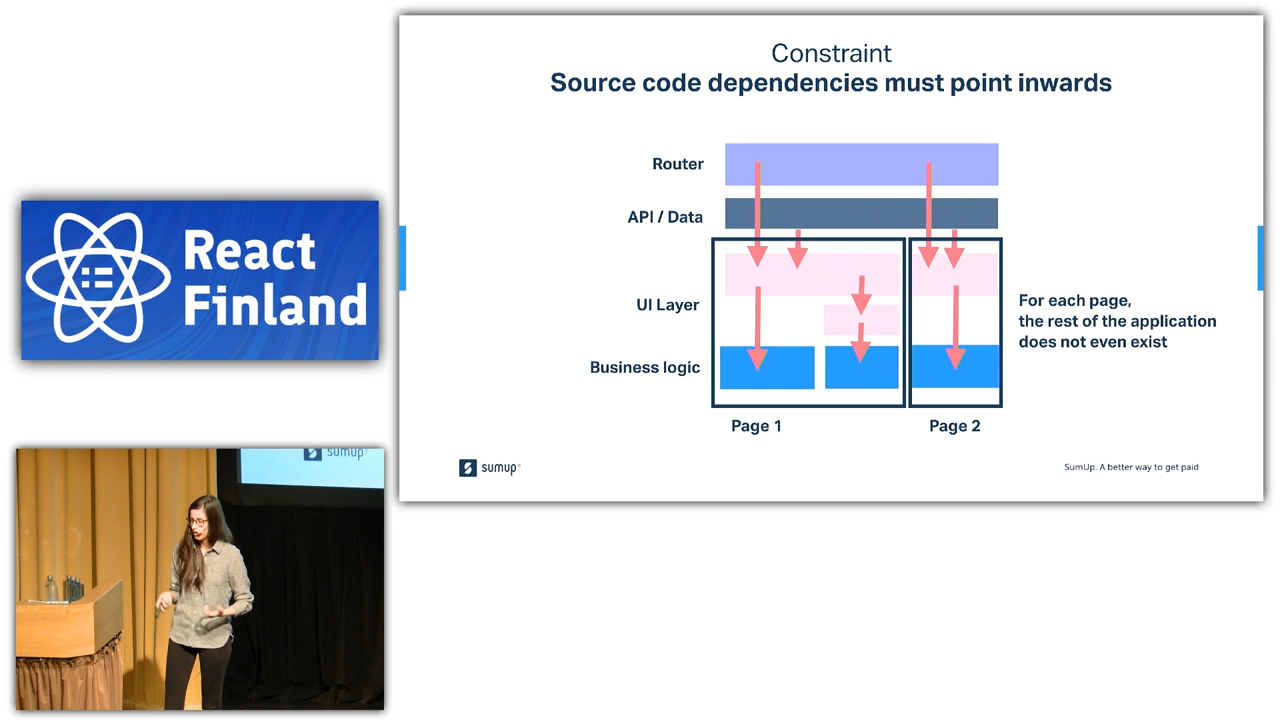 Constraint
Source code dependencies must point inwards
Router
API / Data
UI Layer
Business logic
For each page,
the rest of the application
does not even exist
Page 1
Page 2
sumup®
SumUp. A better way to get paid
React
Finland
sumup®